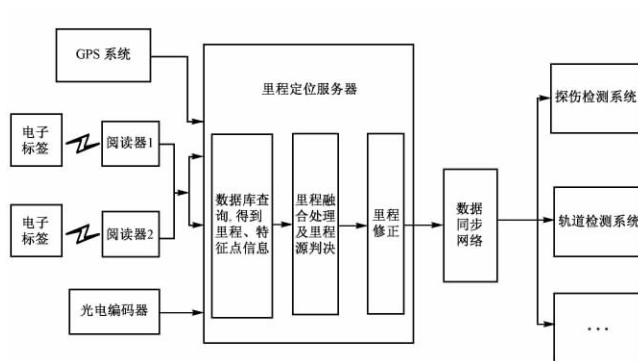 GPS 系统
里程定位服务器
探伤检测系统
电子
标签
阅读器1
数据库查
询,得到
里程、特
征点信息
里程融
合处理
及里程
源判决
里程
修正
数据
同步
网络
轨道检测系统
电子
标签
阅读器2
光电编码器
...